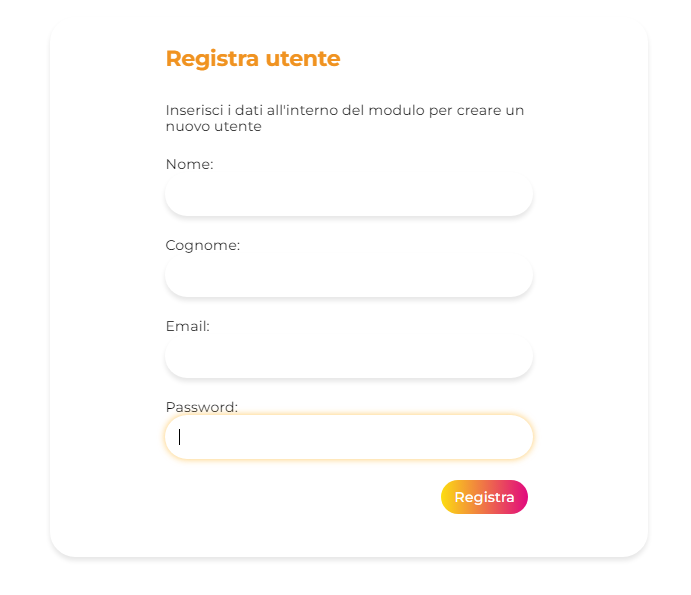 Registra utente
Inserisci i dati all'interno del modulo per creare un
nuovo utente
Nome:
Cognome:
Email:
Password:
Registra